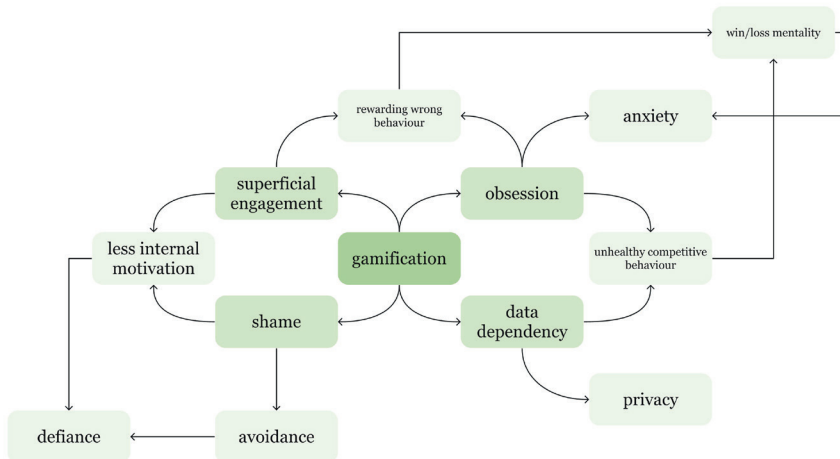 win/loss mentality
rewarding wrong
behaviour
anxiety
superficial
engagement
obsession
less internal
motivation
gamification
unhealthy competitive
behaviour
shame
data
dependency
privacy
defiance
avoidance